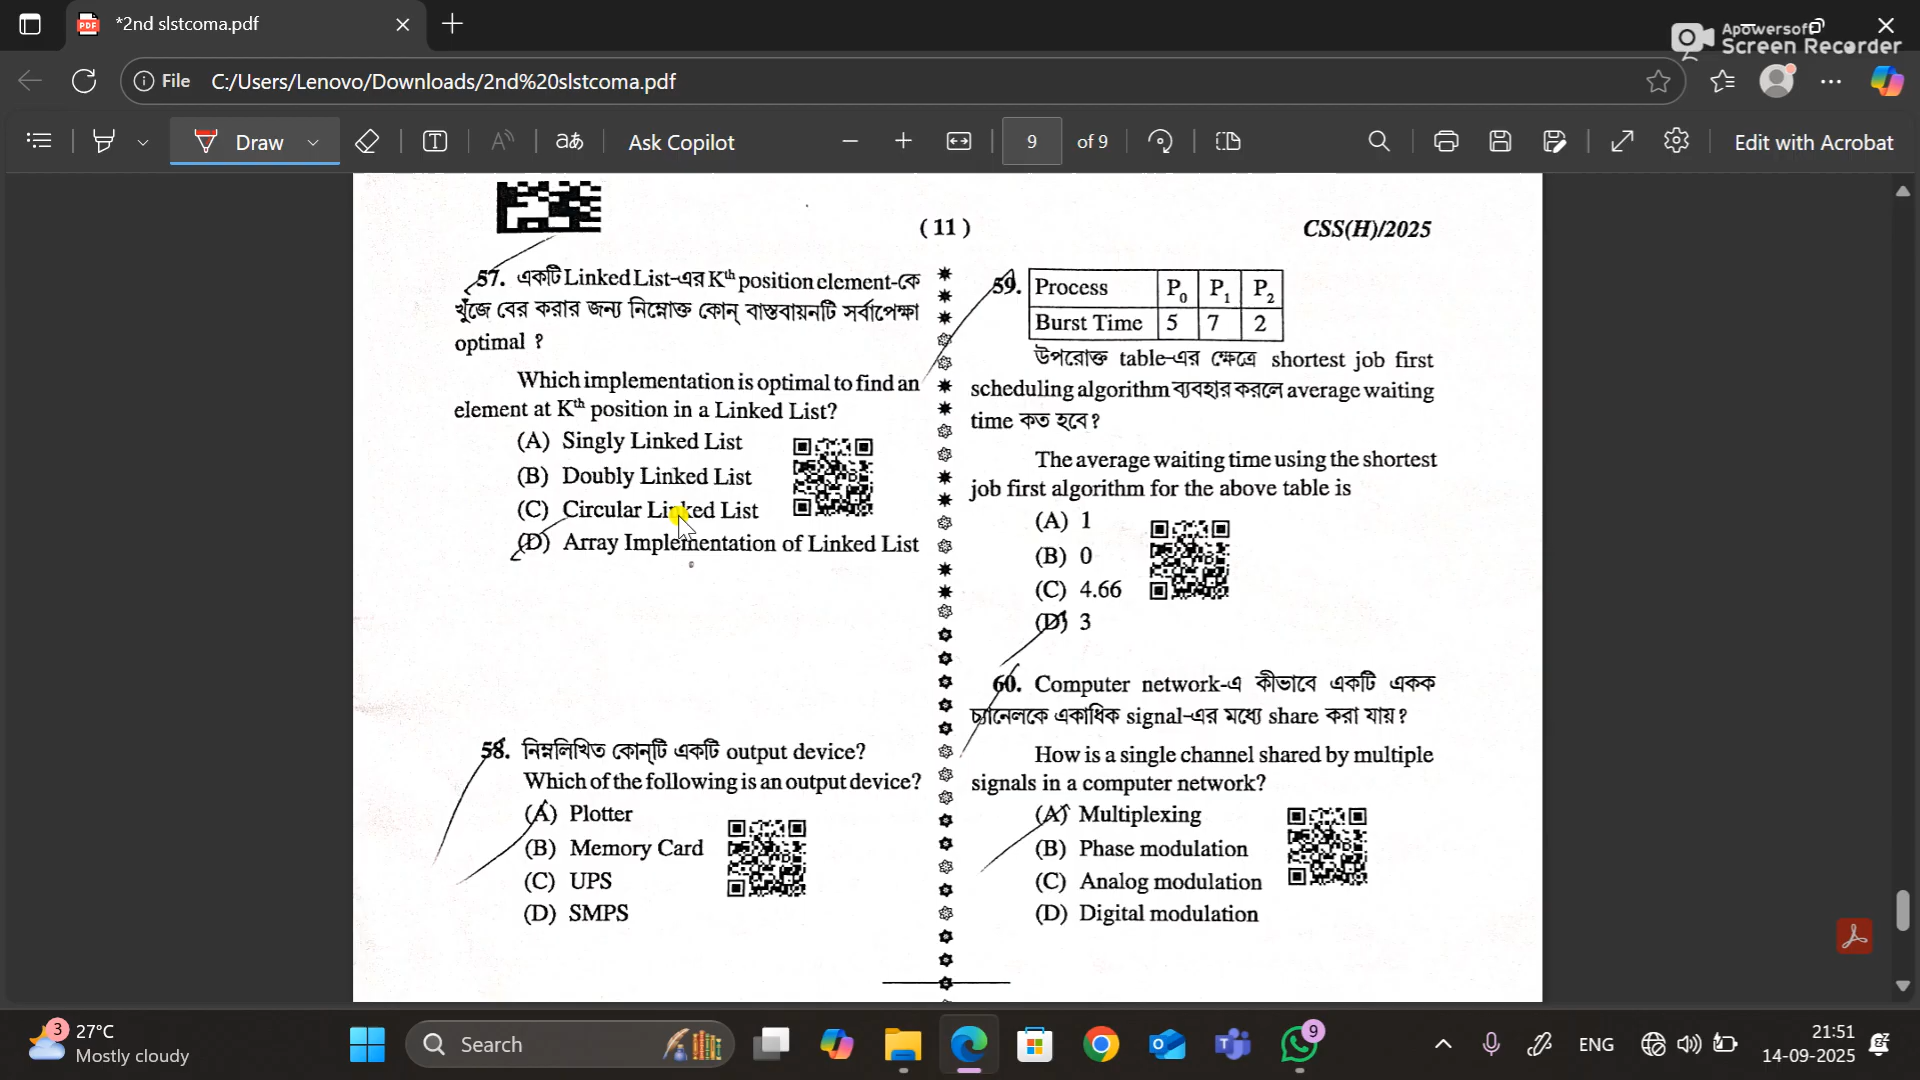 *2nd slstcoma.pdf
Apowersoft
Screen Recorder
File C:/Users/Lenovo/Downloads/2nd%20slstcoma.pdf
Draw
aあ
Ask Copilot
9 of 9
Edit with Acrobat
( 11 )
CSS(H)/2025
57. একটি Linked List-এর Kth position element-কে
খুঁজে বের করার জন্য নিম্নোক্ত কোন্ বাস্তবায়নটি সর্বাপেক্ষা
optimal ?
Which implementation is optimal to find an
element at Kth position in a Linked List?
(A) Singly Linked List
(B) Doubly Linked List
(C) Circular Linked List
(D) Array Implementation of Linked List
58. নিম্নলিখিত কোন্‌টি একটি output device?
Which of the following is an output device?
(A) Plotter
(B) Memory Card
(C) UPS
(D) SMPS
59. Process P0 P1 P2
Burst Time 5 7 2
উপরোক্ত table-এর ক্ষেত্রে shortest job first
scheduling algorithm ব্যবহার করলে average waiting
time কত হবে?
The average waiting time using the shortest
job first algorithm for the above table is
(A) 1
(B) 0
(C) 4.66
(D) 3
60. Computer network-এ কীভাবে একটি একক
চ্যানেলকে একাধিক signal-এর মধ্যে share করা যায়?
How is a single channel shared by multiple
signals in a computer network?
(A) Multiplexing
(B) Phase modulation
(C) Analog modulation
(D) Digital modulation
3
27°C
Mostly cloudy
Search
9
ENG
21:51
14-09-2025